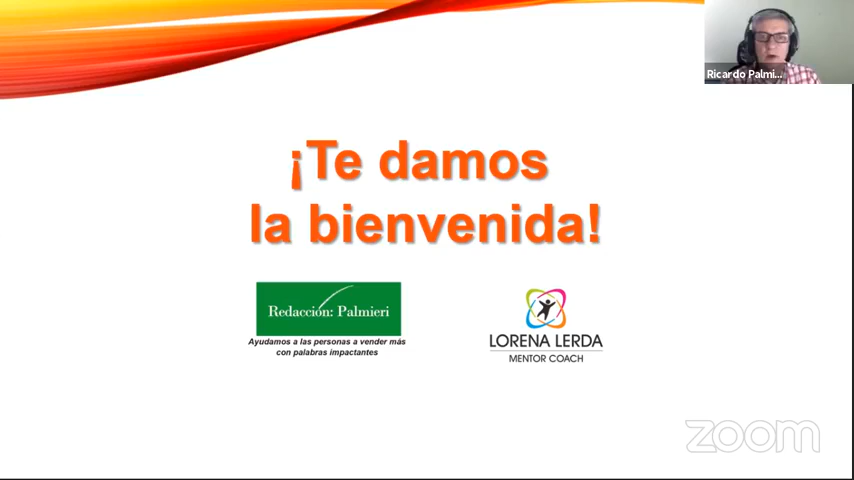 Ricardo Palmi...
¡Te damos
la bienvenida!
Redacción: Palmieri
Ayudamos a las personas a vender más
con palabras impactantes
LORENA LERDA
MENTOR COACH
zoom